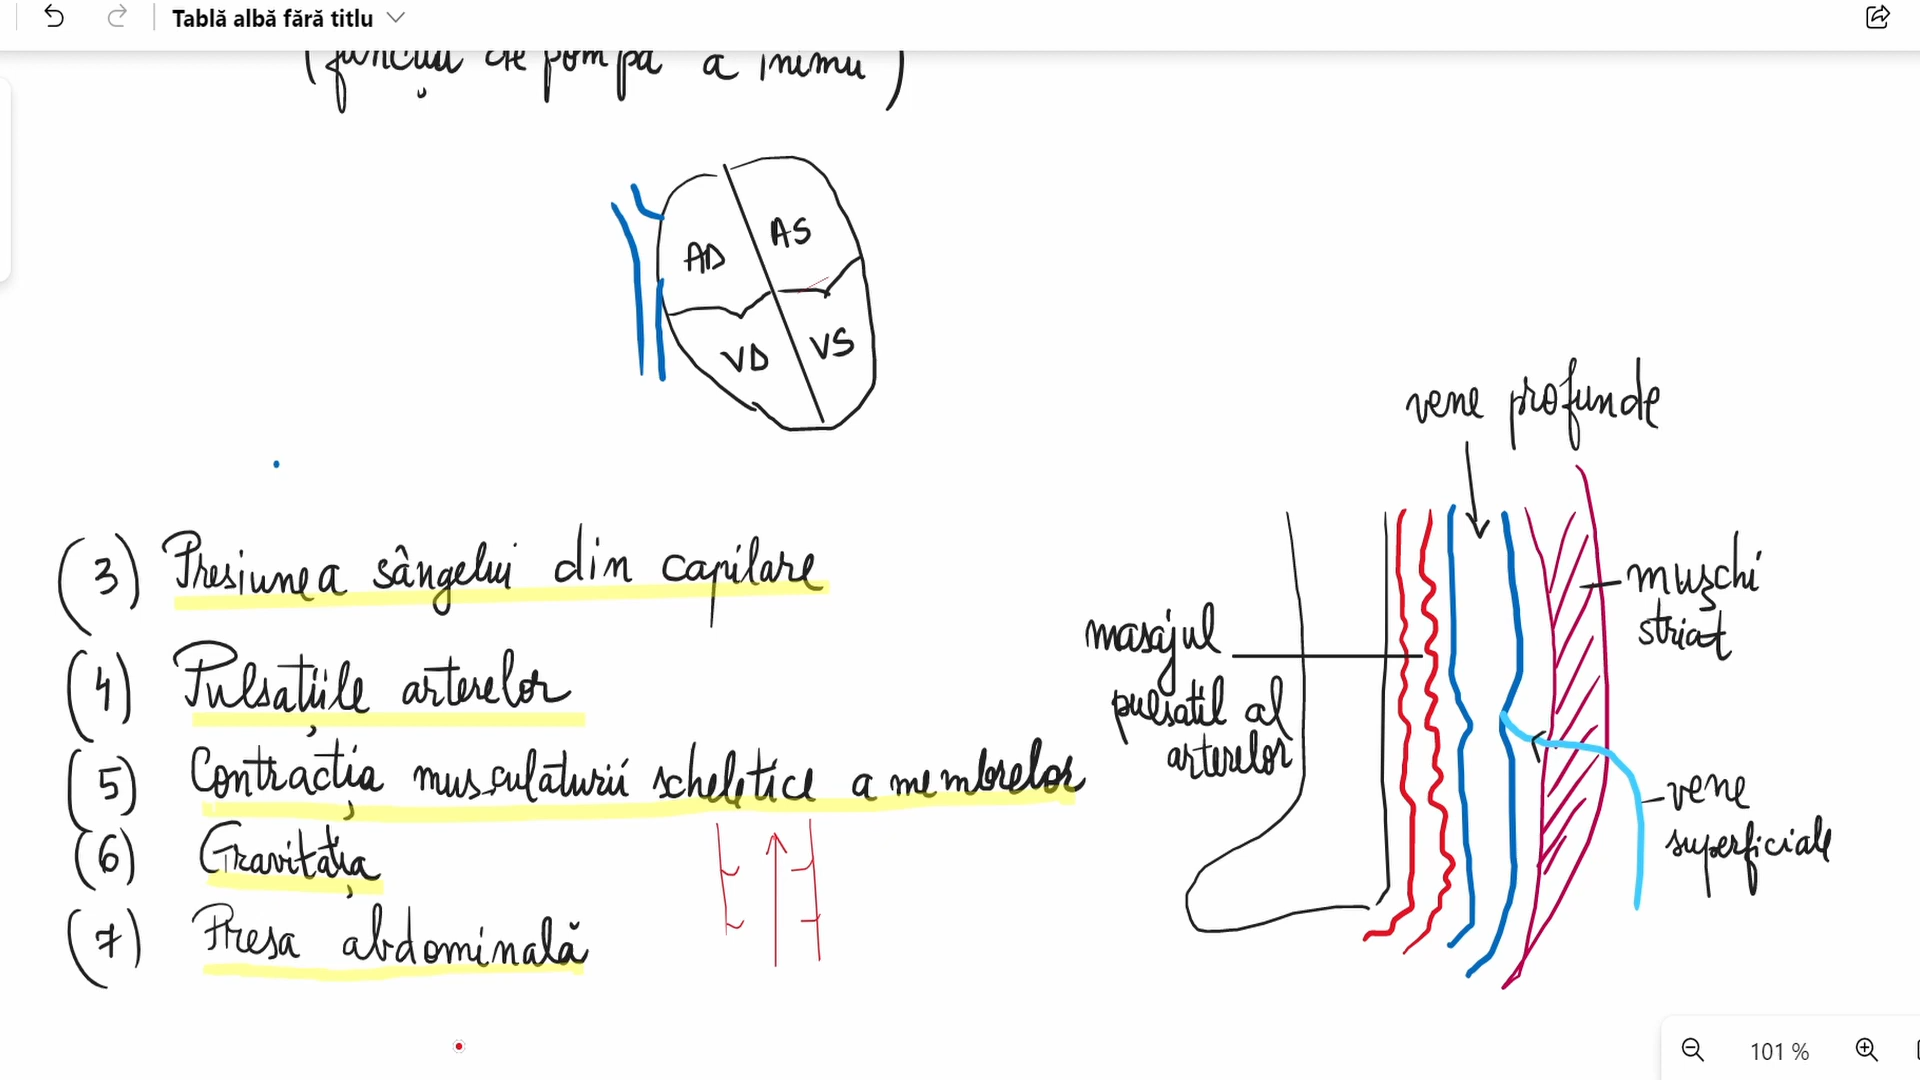 Tablă albă fără titlu
(funcția de pompă a inimii)
AD
AS
VD
VS
(3) Presiunea sângelui din capilare
(4) Pulsațiile arterelor
(5) Contracția musculaturii scheletice a membrelor
(6) Gravitația
(7) Presa abdominală
vene profunde
mușchi
striat
masajul
pulsatil al
arterelor
vene
superficiale
101 %